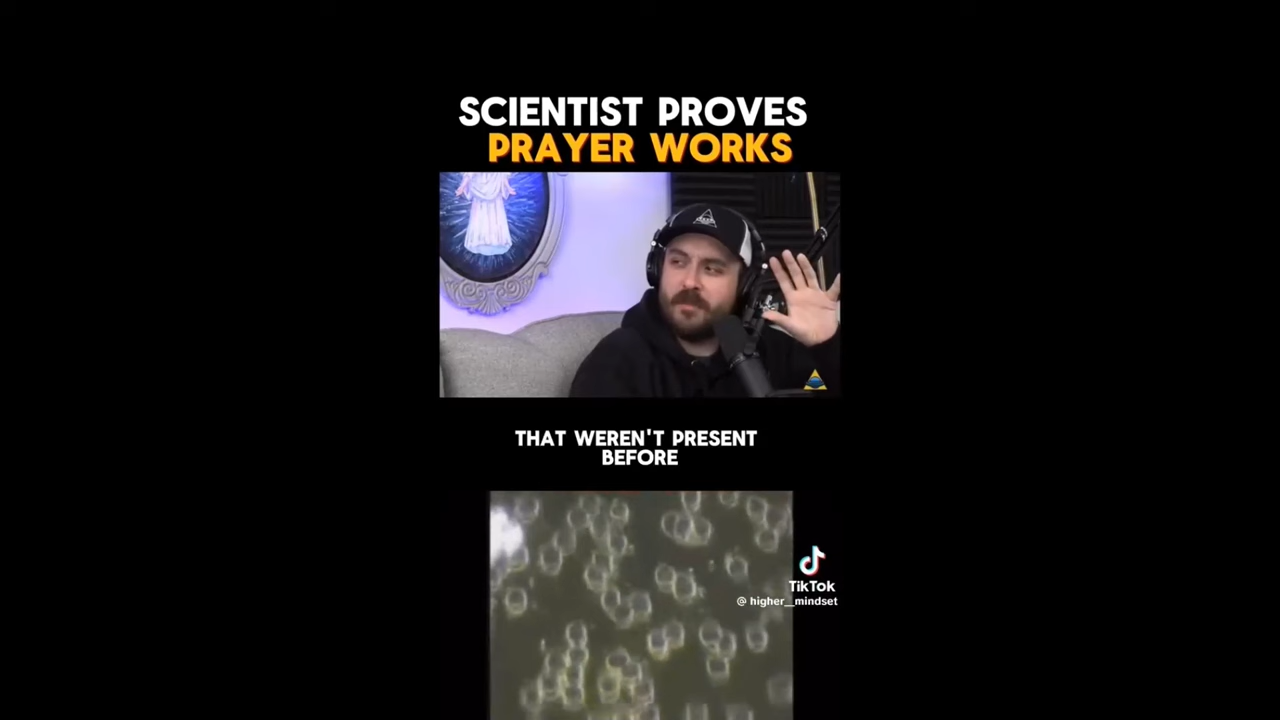 SCIENTIST PROVES
PRAYER WORKS
THAT WEREN'T PRESENT
BEFORE
TikTok
@ higher__mindset